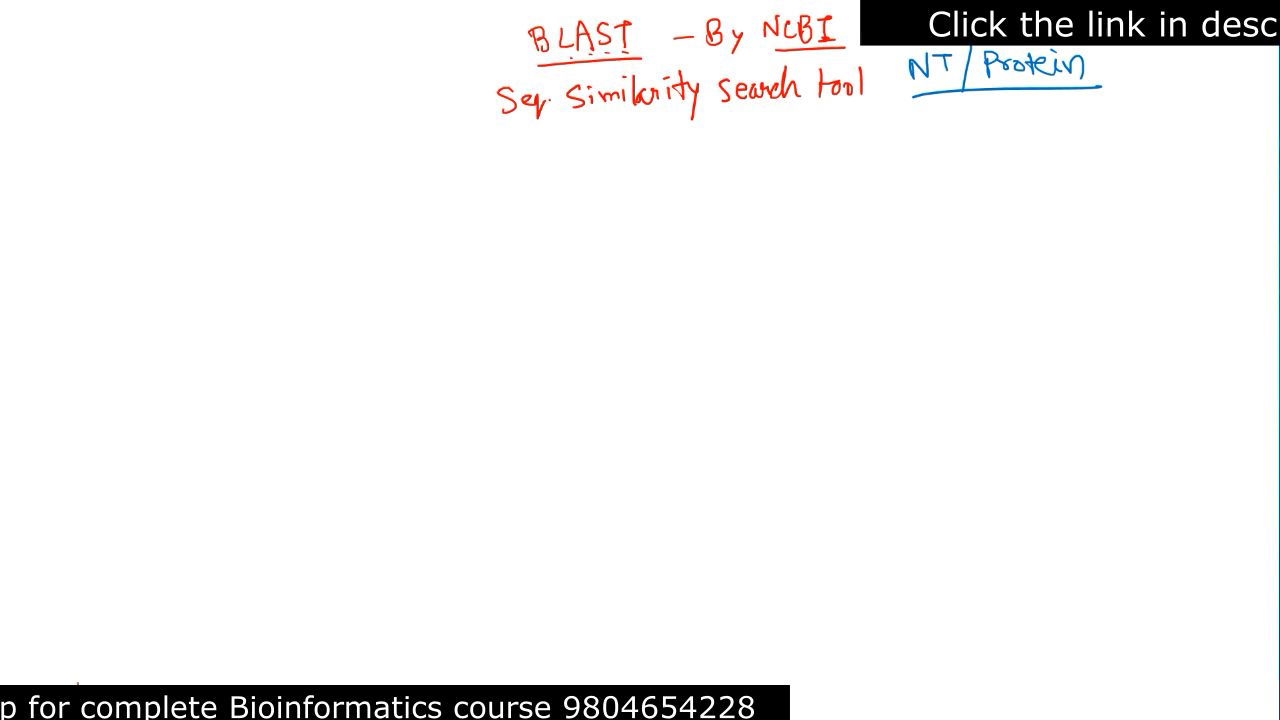 BLAST - By NCBI
Click the link in desc
NT/Protein
Seq. Similarity search tool
p for complete Bioinformatics course 9804654228